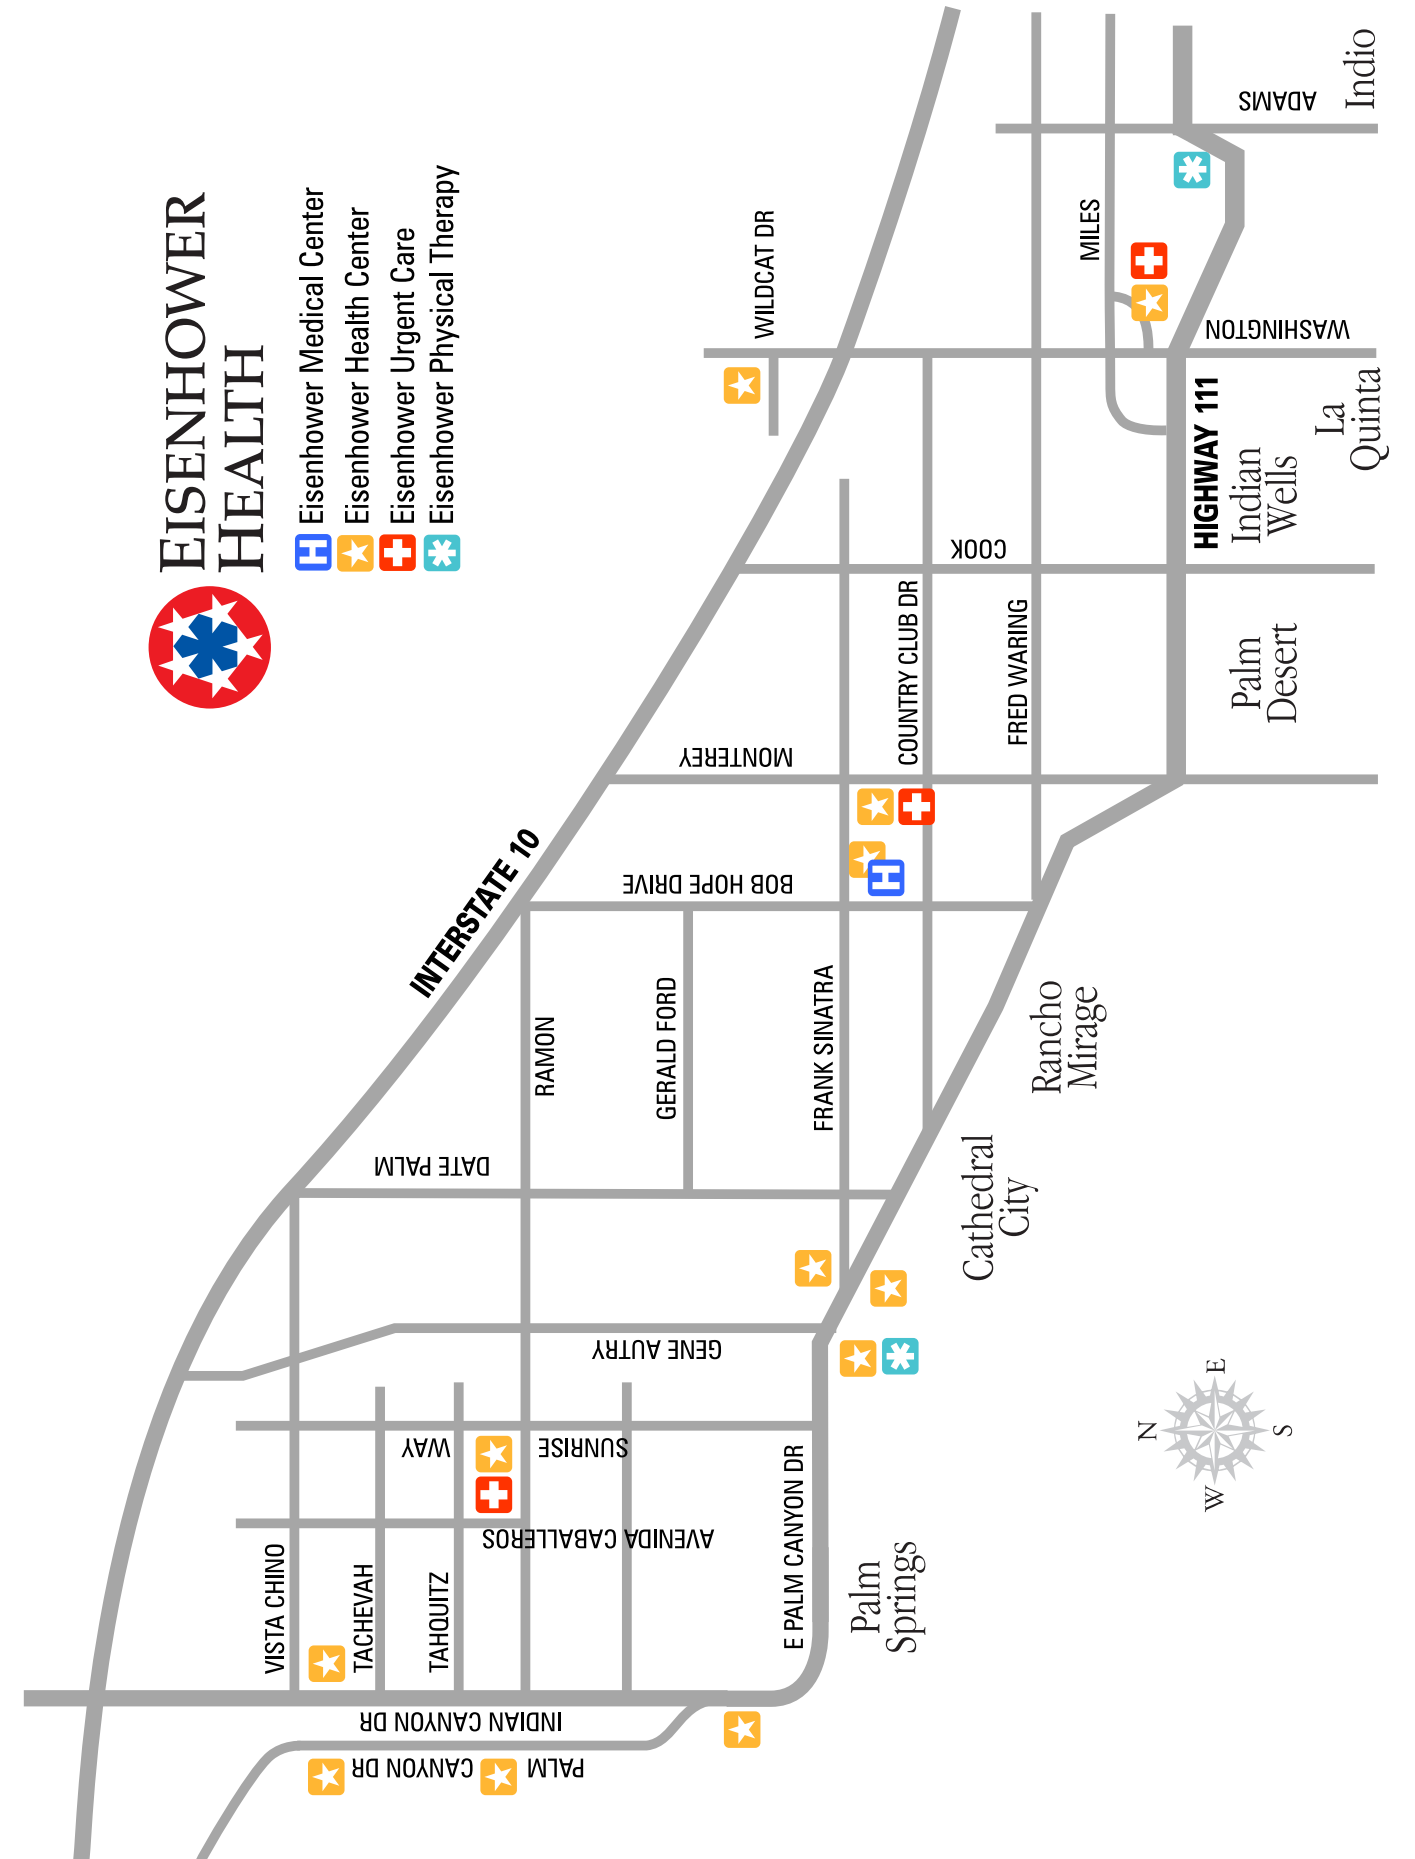 EISENHOWER
HEALTH
H Eisenhower Medical Center
Eisenhower Health Center
Eisenhower Urgent Care
Eisenhower Physical Therapy
INTERSTATE 10
WILDCAT DR
VISTA CHINO
TACHEVAH
TAHQUITZ
RAMON
GERALD FORD
FRANK SINATRA
COUNTRY CLUB DR
FRED WARING
MILES
HIGHWAY 111
E PALM CANYON DR
PALM
CANYON DR
INDIAN CANYON DR
AVENIDA CABALLEROS
SUNRISE
WAY
GENE AUTRY
DATE PALM
BOB HOPE DRIVE
H
MONTEREY
COOK
WASHINGTON
ADAMS
Palm
Springs
Cathedral
City
Rancho
Mirage
Palm
Desert
Indian
Wells
La
Quinta
Indio
N
W
E
S